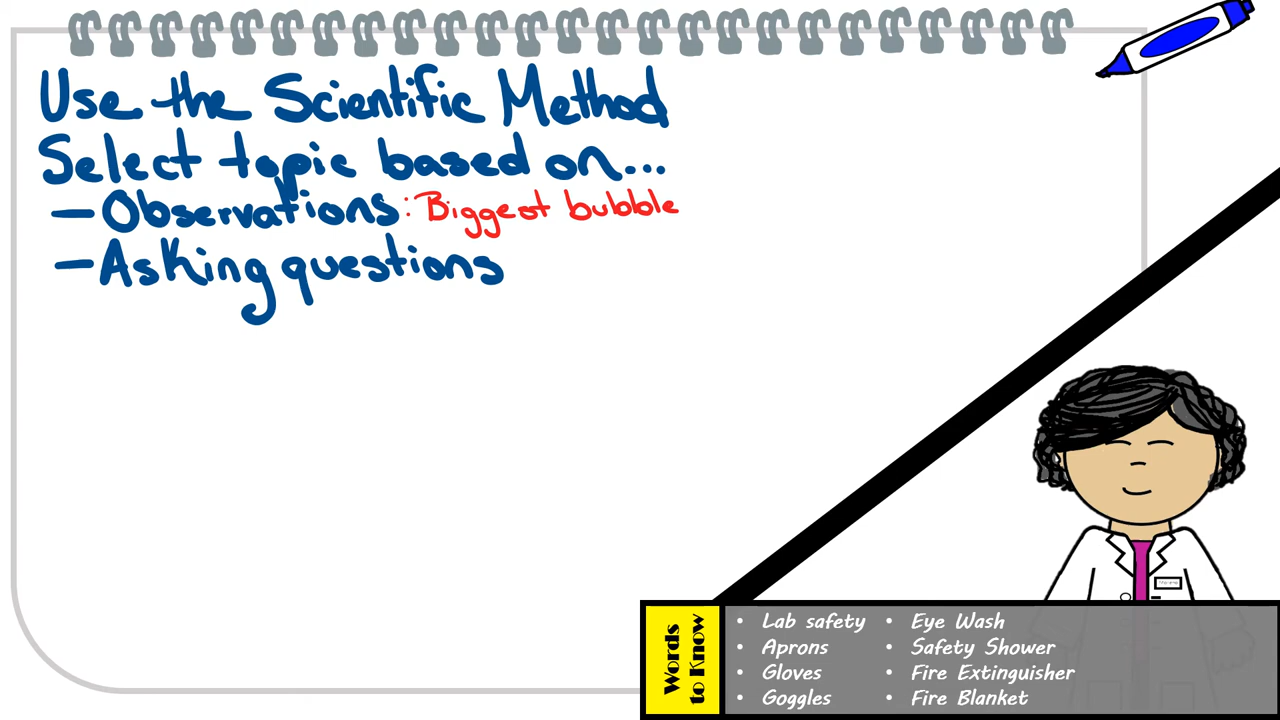 Use the Scientific Method
Select topic based on...
— Observations: Biggest bubble
— Asking questions
Words
to Know
• Lab safety
• Aprons
• Gloves
• Goggles
• Eye Wash
• Safety Shower
• Fire Extinguisher
• Fire Blanket